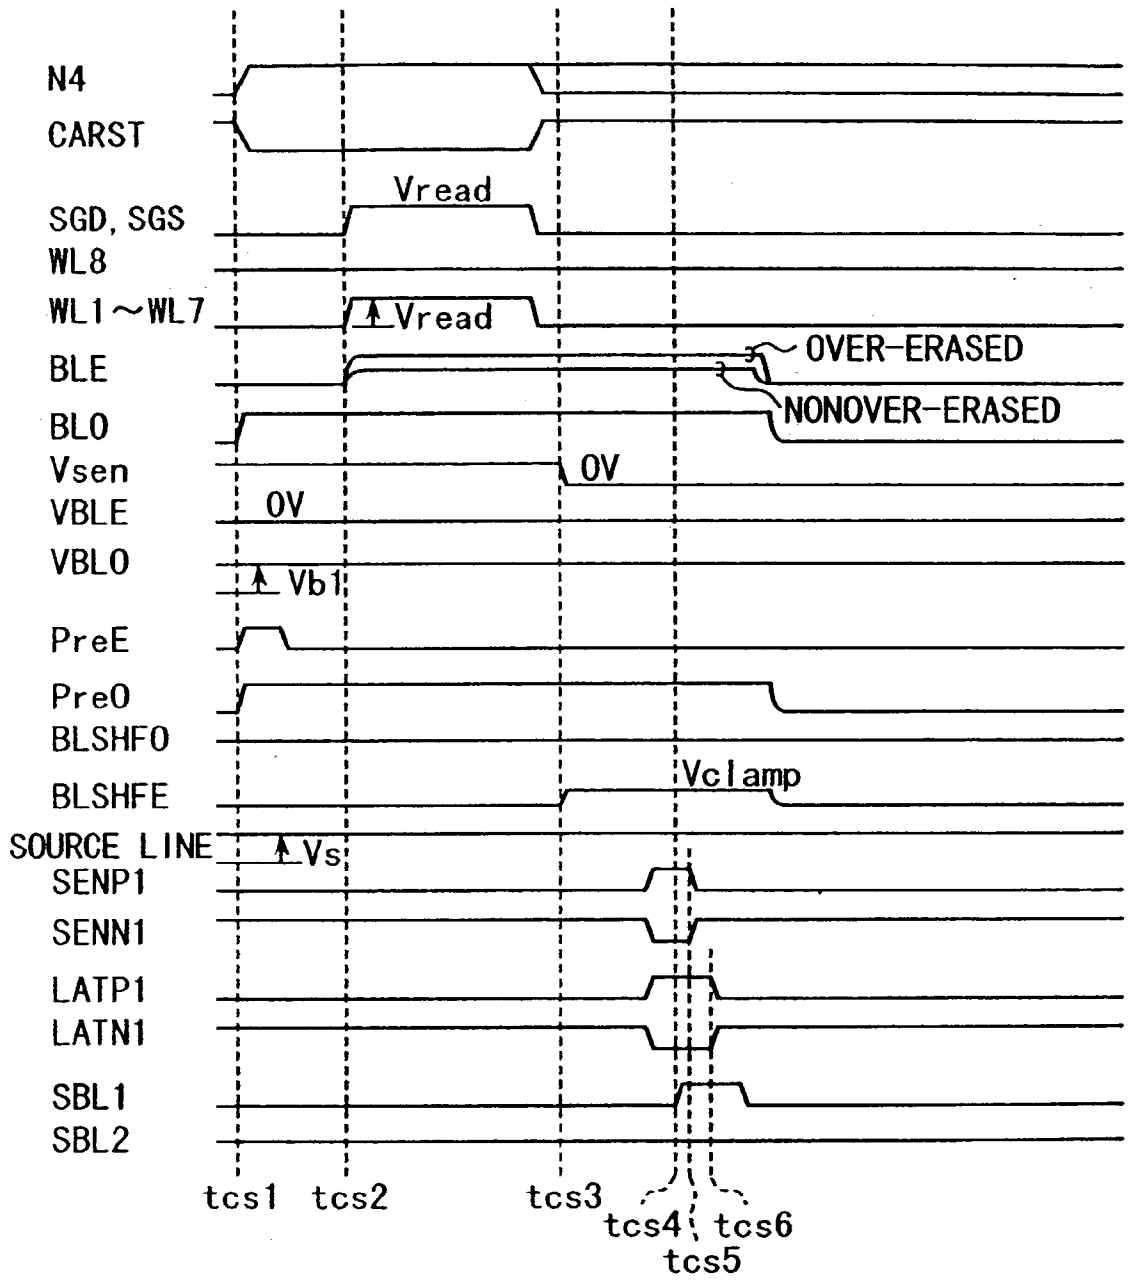 N4
CARST
Vread
SGD, SGS
WL8
WL1～WL7
Vread
OVER-ERASED
BLE
NONOVER-ERASED
BLO
Vsen
0V
VBLE
0V
VBLO
Vb1
PreE
PreO
BLSHFO
Vclamp
BLSHFE
SOURCE LINE
Vs
SENP1
SENN1
LATP1
LATN1
SBL1
SBL2
tcs1 tcs2 tcs3
tcs4 tcs6
tcs5